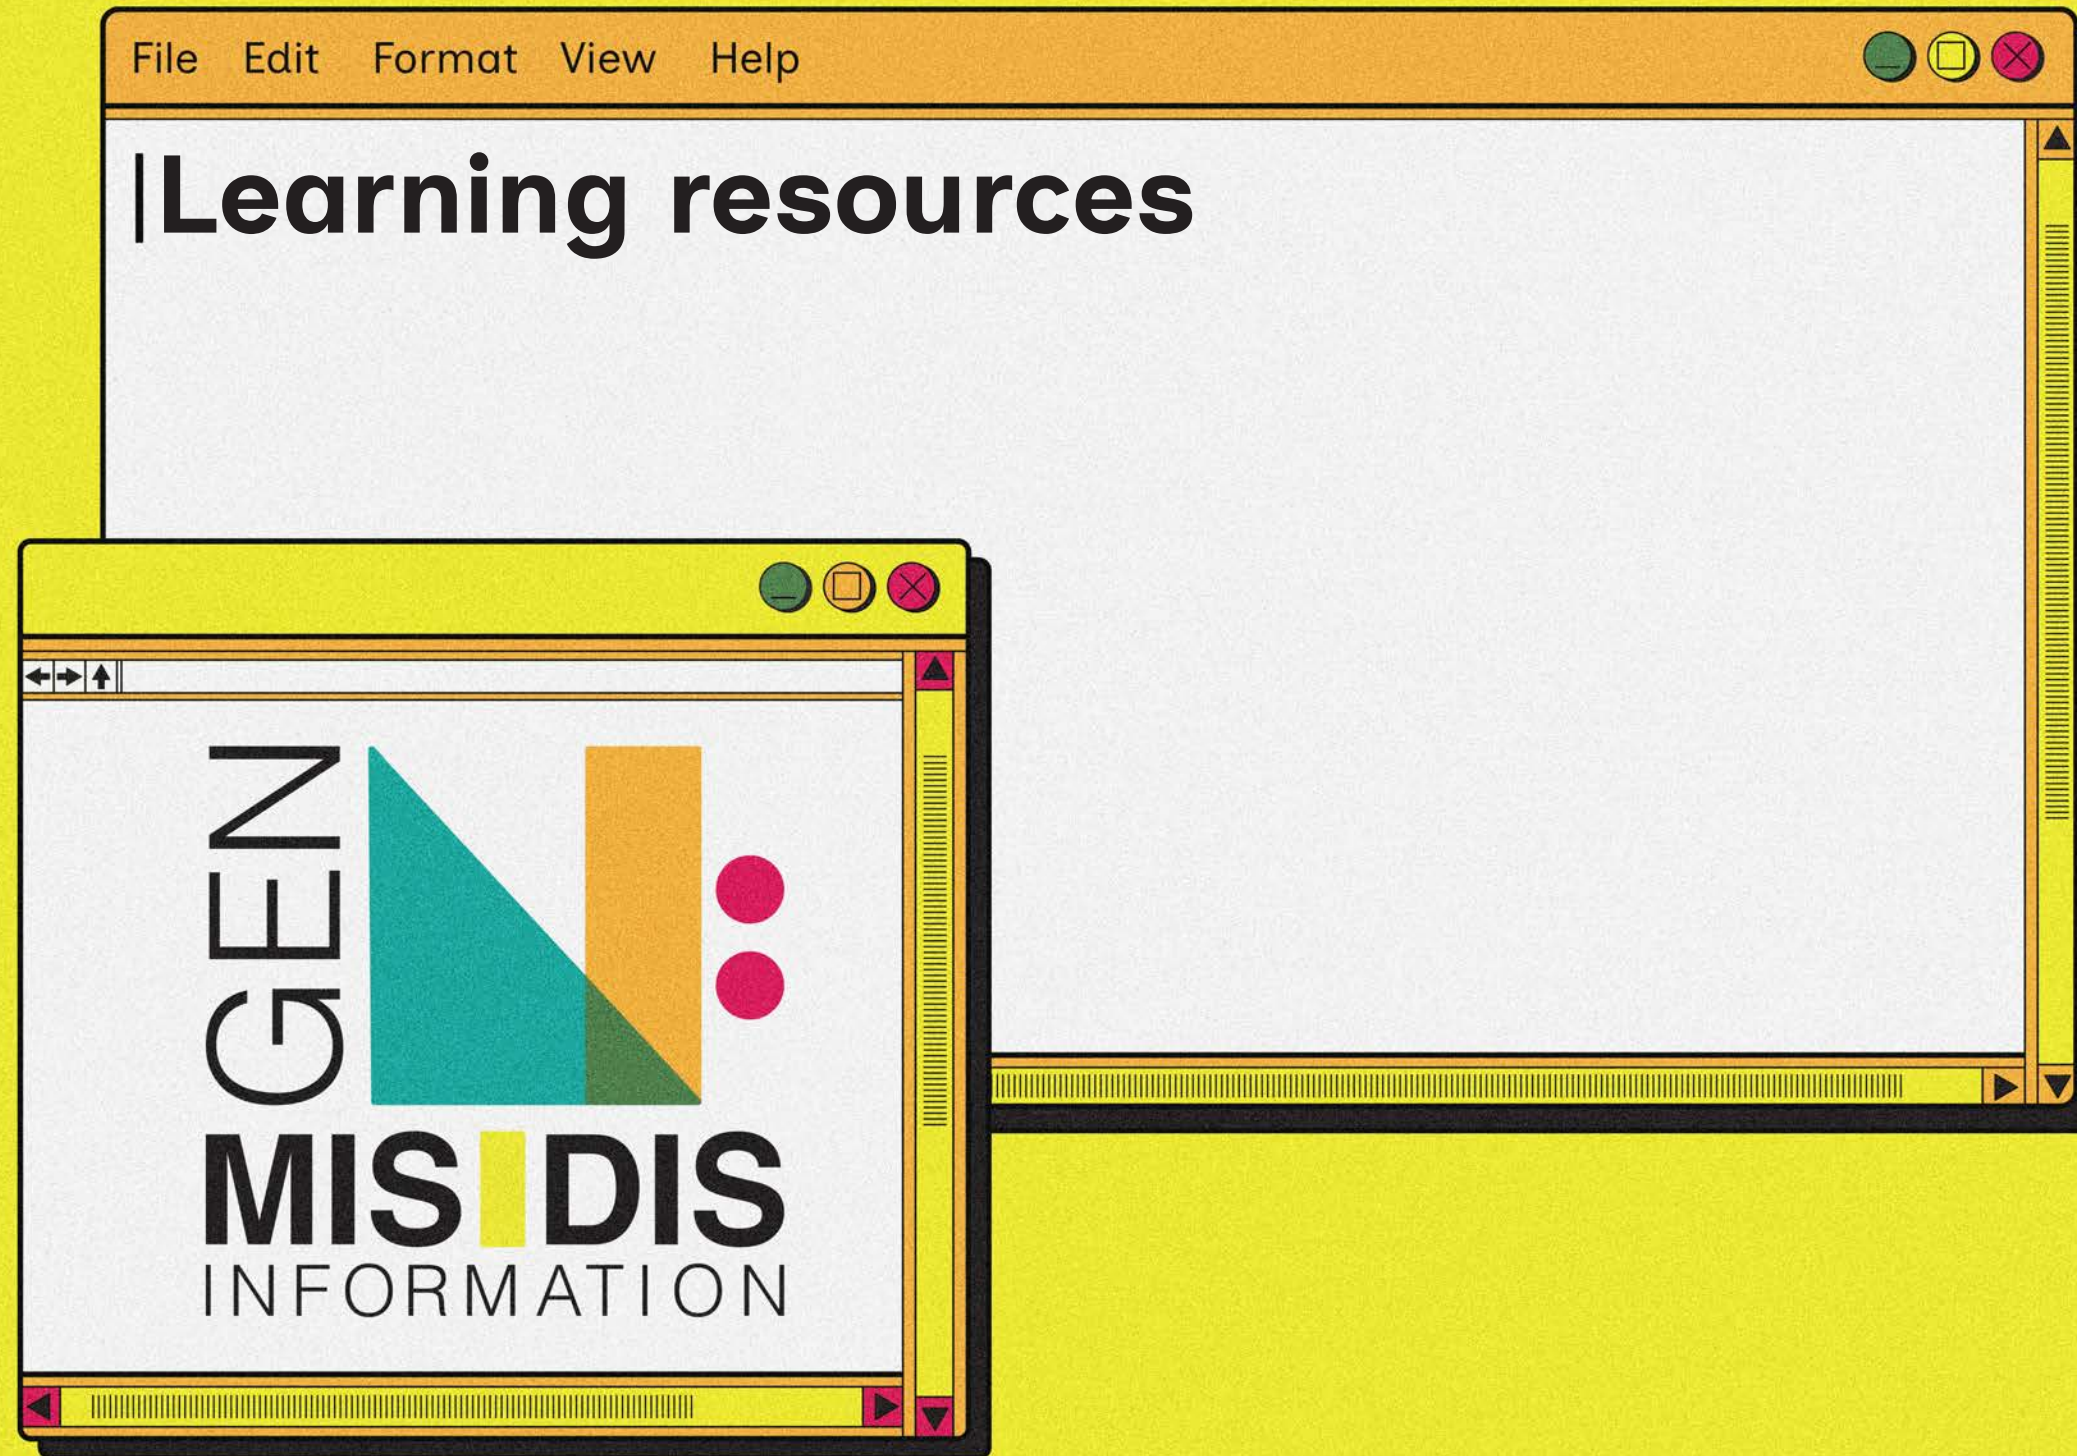 File Edit Format View Help
Learning resources
GEN
MIS DIS
INFORMATION